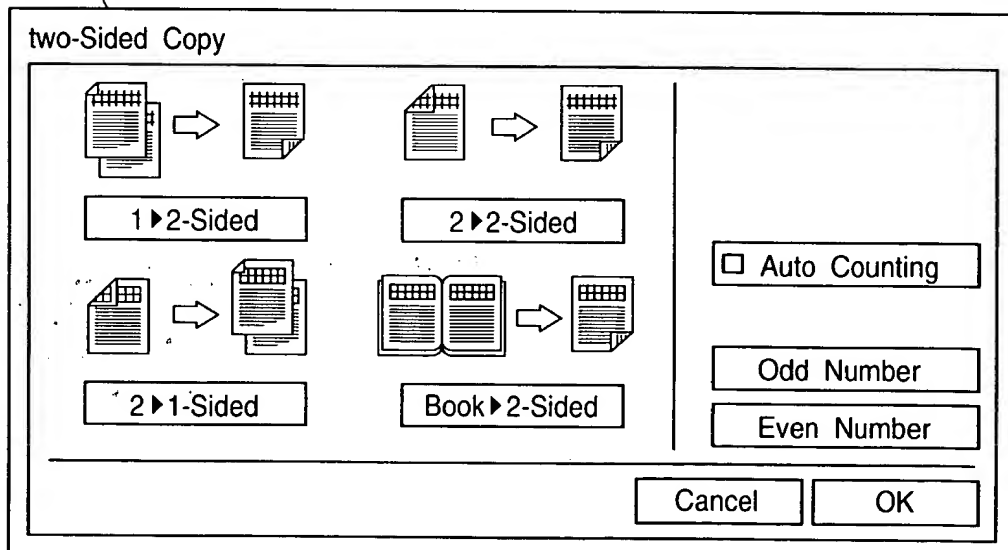 two-Sided Copy
1▶2-Sided
2▶2-Sided
□ Auto Counting
2▶1-Sided
Book▶2-Sided
Odd Number
Even Number
Cancel
OK